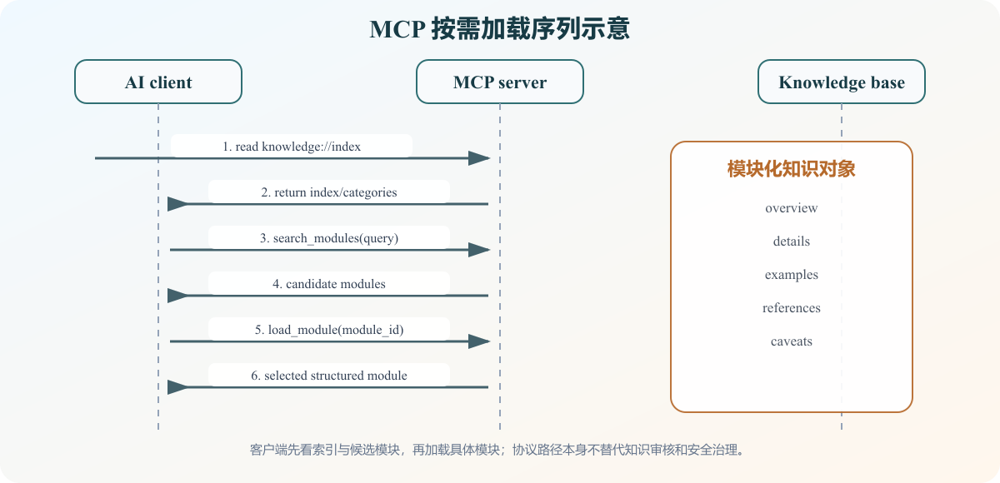 MCP 按需加载序列示意
AI client
MCP server
Knowledge base
1. read knowledge://index
2. return index/categories
3. search_modules(query)
4. candidate modules
5. load_module(module_id)
6. selected structured module
模块化知识对象
overview
details
examples
references
caveats
客户端先看索引与候选模块，再加载具体模块；协议路径本身不替代知识审核和安全治理。